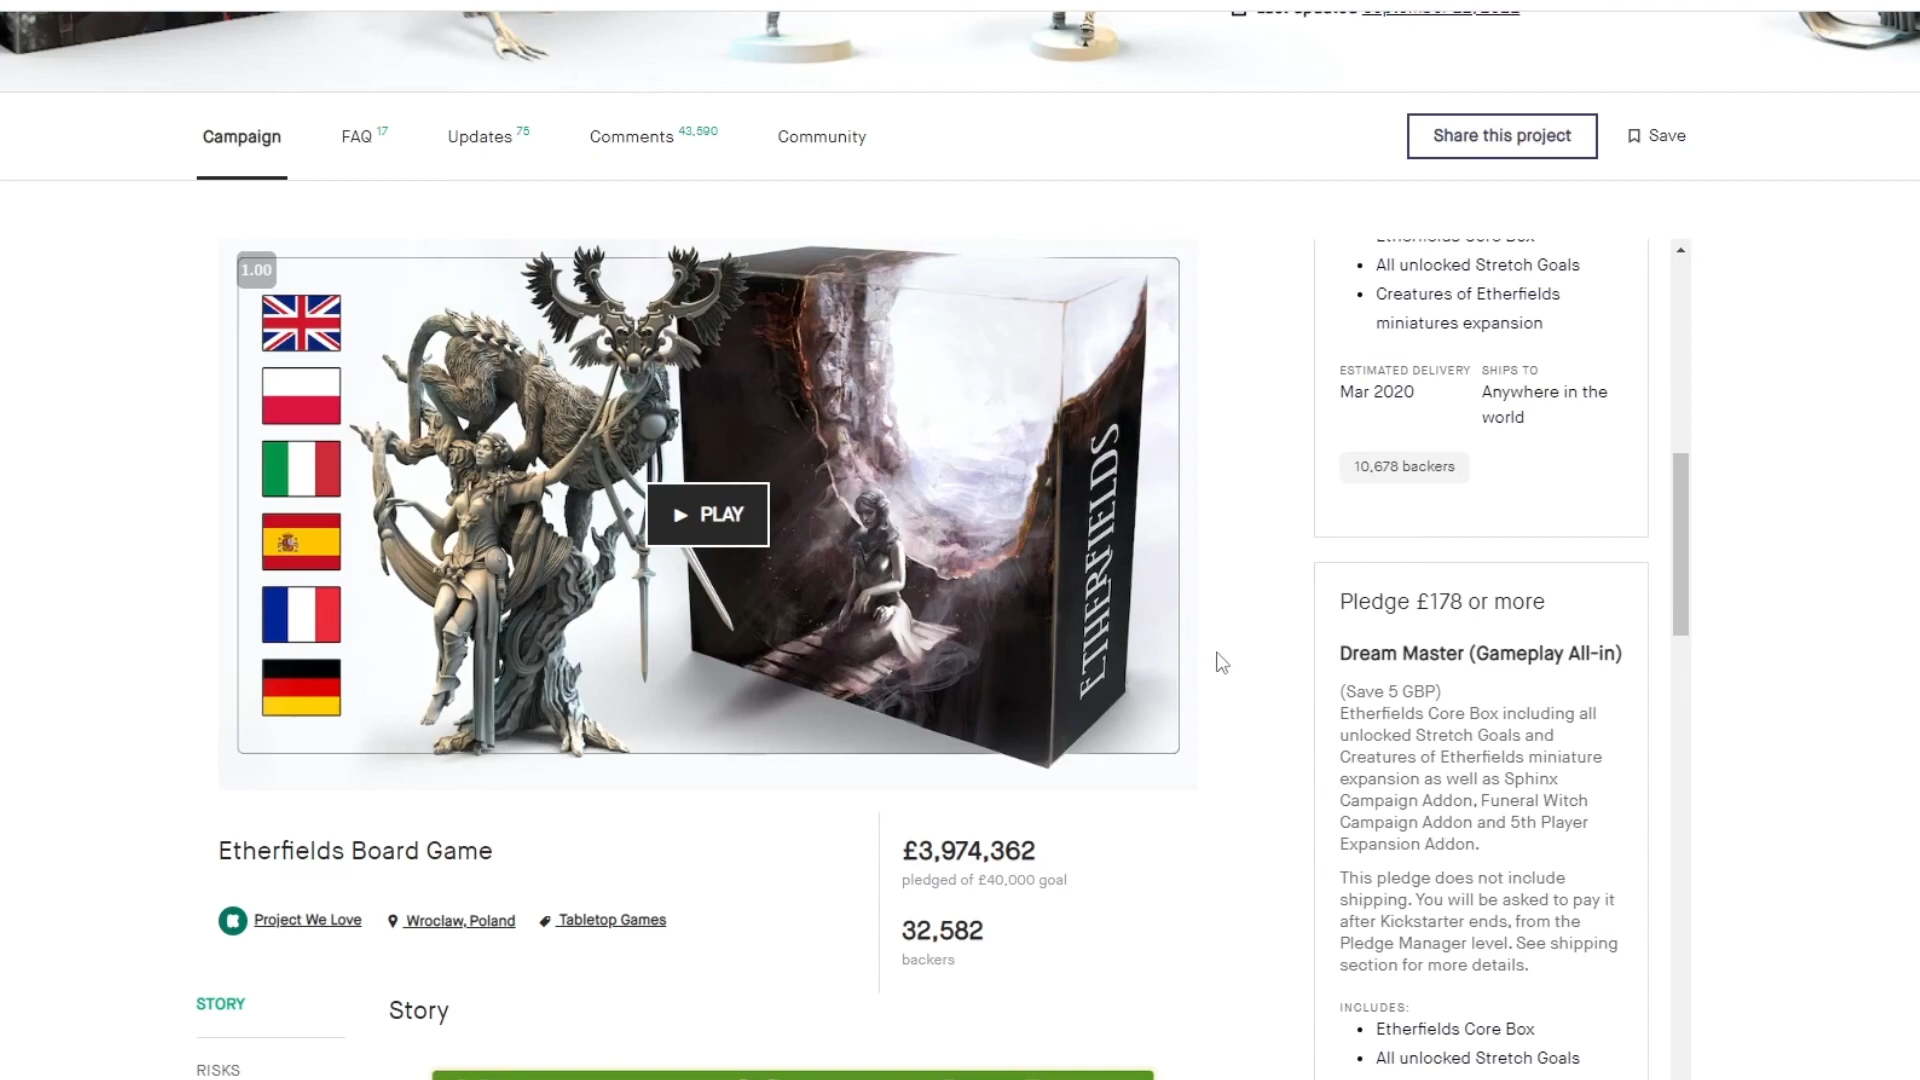 Campaign
FAQ 17
Updates 75
Comments 43,590
Community
Share this project
Save
1.00
PLAY
ETHERFIELDS
Etherfields Board Game
Project We Love
Wroclaw, Poland
Tabletop Games
£3,974,362
pledged of £40,000 goal
32,582
backers
STORY
RISKS
Story
Etherfields Core Box
All unlocked Stretch Goals
Creatures of Etherfields
miniatures expansion
ESTIMATED DELIVERY
Mar 2020
SHIPS TO
Anywhere in the
world
10,678 backers
Pledge £178 or more
Dream Master (Gameplay All-in)
(Save 5 GBP)
Etherfields Core Box including all
unlocked Stretch Goals and
Creatures of Etherfields miniature
expansion as well as Sphinx
Campaign Addon, Funeral Witch
Campaign Addon and 5th Player
Expansion Addon.
This pledge does not include
shipping. You will be asked to pay it
after Kickstarter ends, from the
Pledge Manager level. See shipping
section for more details.
INCLUDES:
Etherfields Core Box
All unlocked Stretch Goals